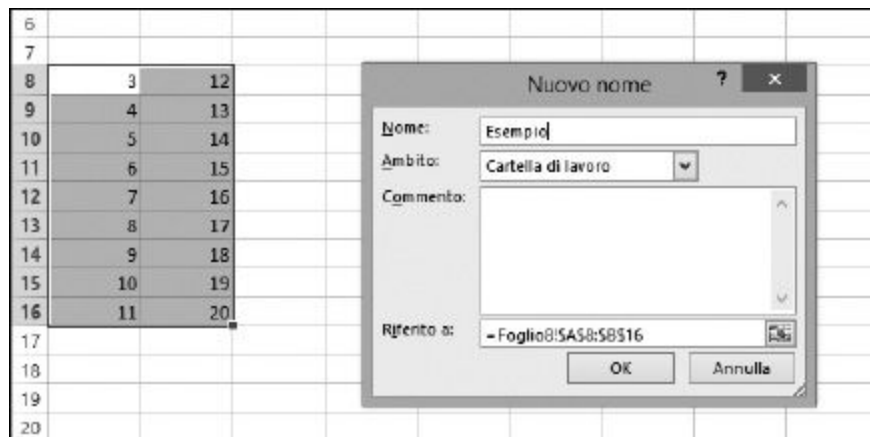 6
7
8 3 12
9 4 13
10 5 14
11 6 15
12 7 16
13 8 17
14 9 18
15 10 19
16 11 20
17
18
19
20
Nuovo nome ? ×
Nome: Esempio
Ambito: Cartella di lavoro
Commento:
Riferito a: =Foglio8!$A$8:$B$16
OK Annulla